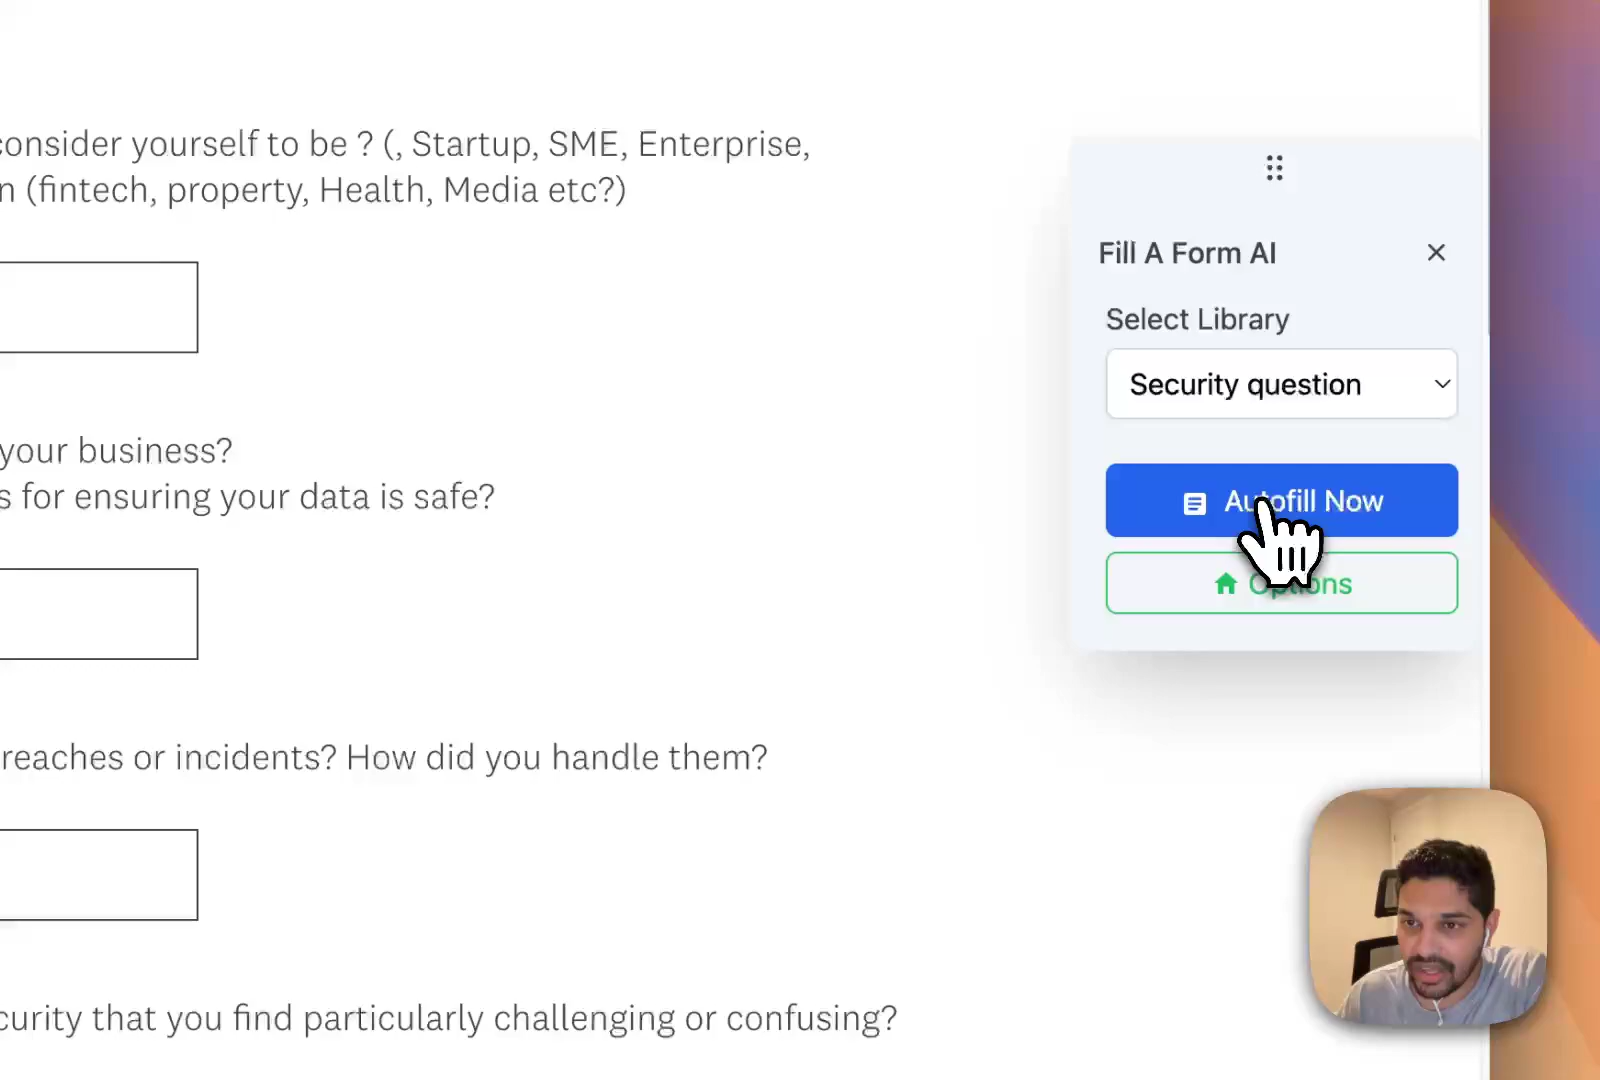 consider yourself to be ? (, Startup, SME, Enterprise,
n (fintech, property, Health, Media etc?)
your business?
s for ensuring your data is safe?
reaches or incidents? How did you handle them?
curity that you find particularly challenging or confusing?
Fill A Form AI
Select Library
Security question
Autofill Now
Options